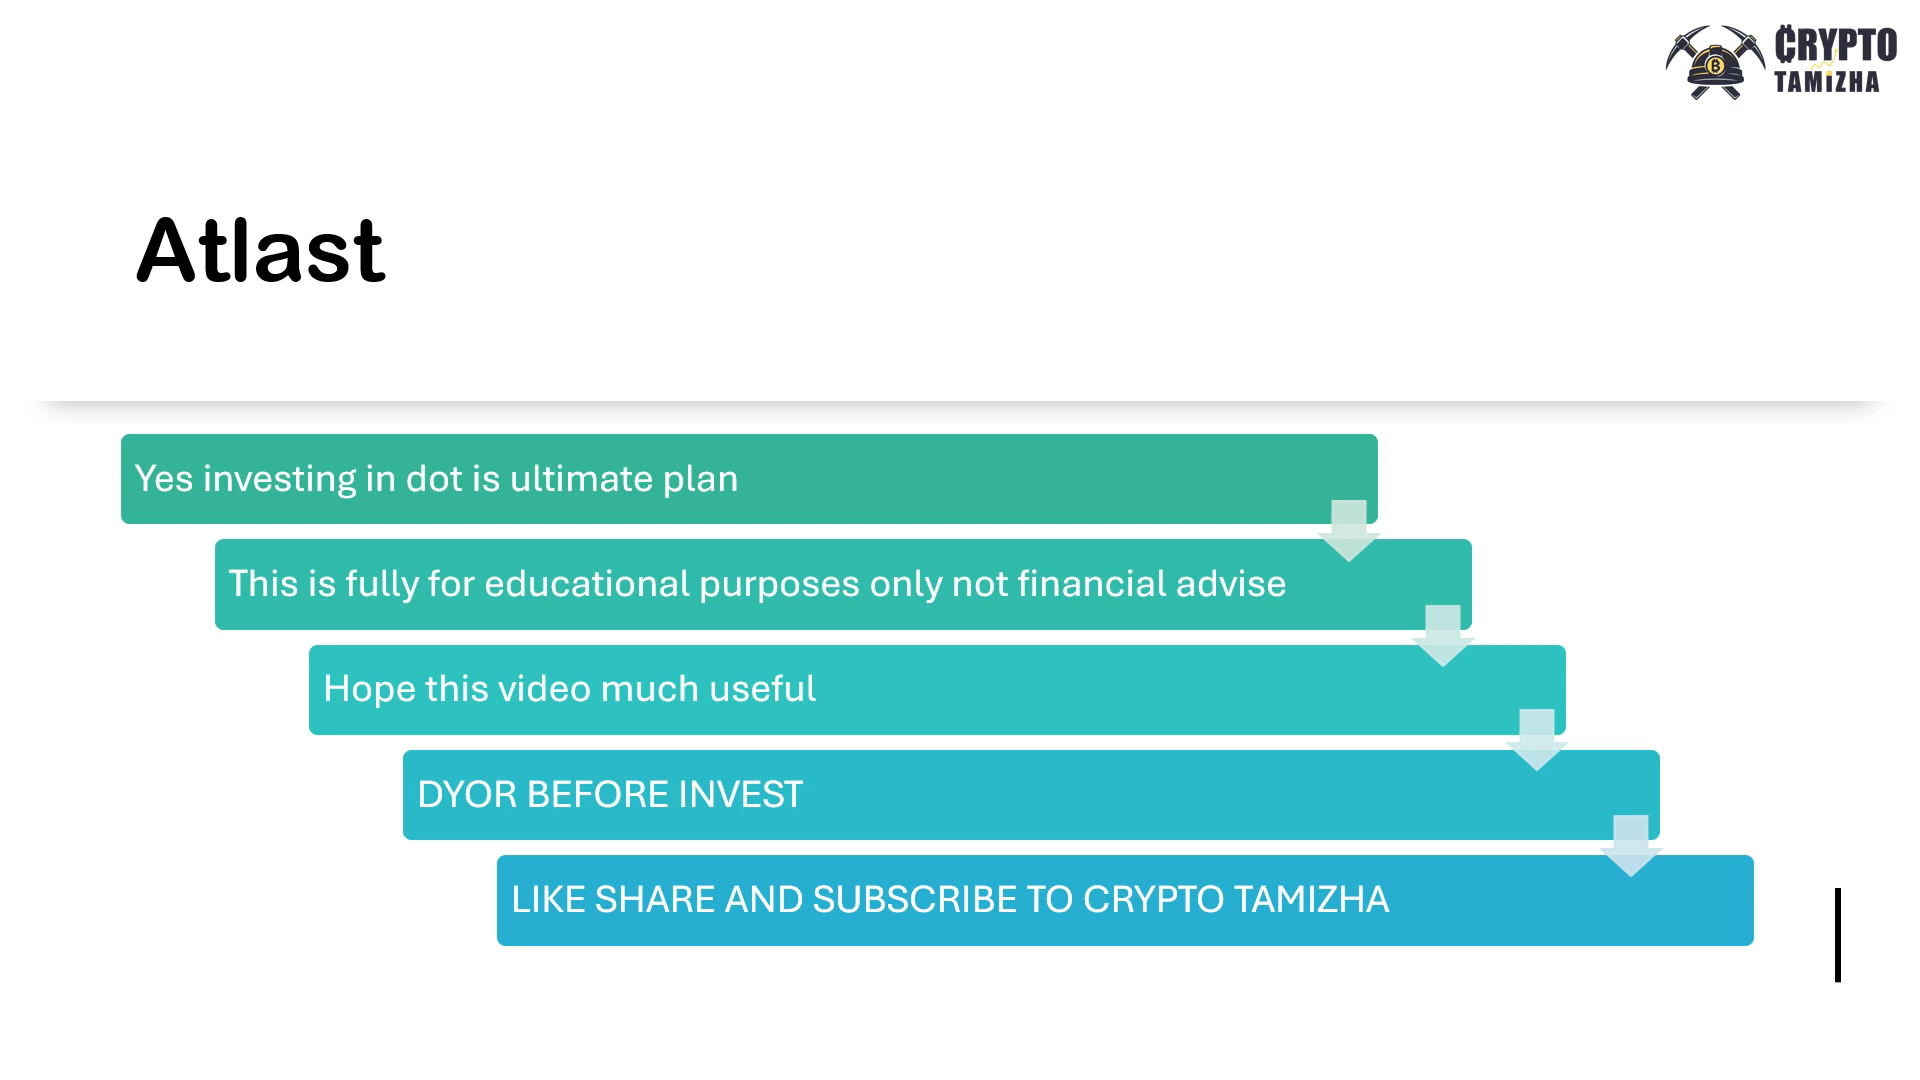 CRYPTO
TAMiZHA
Atlast
Yes investing in dot is ultimate plan
This is fully for educational purposes only not financial advise
Hope this video much useful
DYOR BEFORE INVEST
LIKE SHARE AND SUBSCRIBE TO CRYPTO TAMIZHA